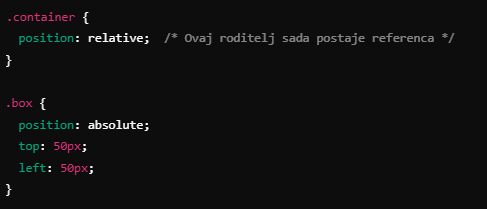 .container {
  position: relative;  /* Ovaj roditelj sada postaje referenca */
}

.box {
  position: absolute;
  top: 50px;
  left: 50px;
}